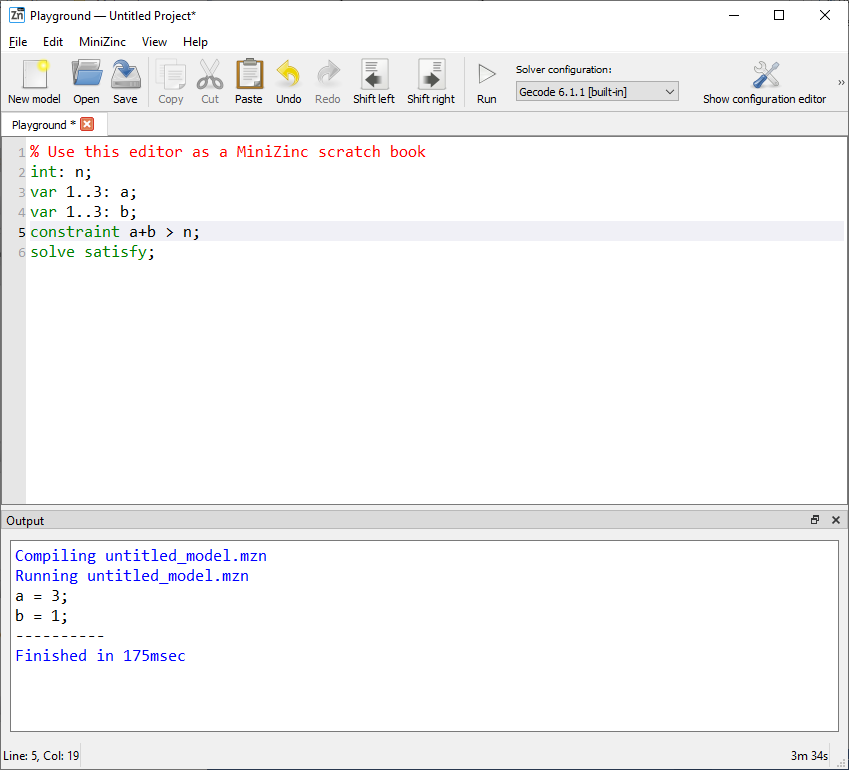 Zn Playground — Untitled Project*
File Edit MiniZinc View Help
New model Open Save Copy Cut Paste Undo Redo Shift left Shift right Run Solver configuration: Gecode 6.1.1 [built-in] Show configuration editor »
Playground *
1 % Use this editor as a MiniZinc scratch book
2 int: n;
3 var 1..3: a;
4 var 1..3: b;
5 constraint a+b > n;
6 solve satisfy;
Output
Compiling untitled_model.mzn
Running untitled_model.mzn
a = 3;
b = 1;
----------
Finished in 175msec
Line: 5, Col: 19 3m 34s